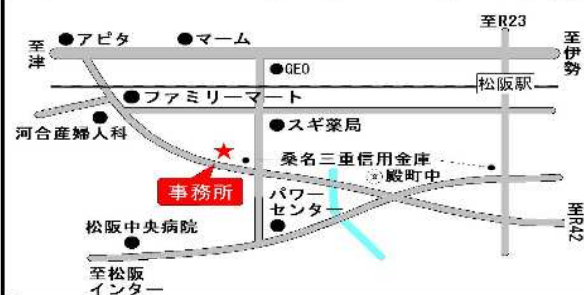 至R23
至津
アピタ
マーム
至伊勢
GEO
松阪駅
ファミリーマート
河合産婦人科
スギ薬局
桑名三重信用金庫
殿町中
事務所
パワー
センター
松阪中央病院
至R42
至松阪
インター